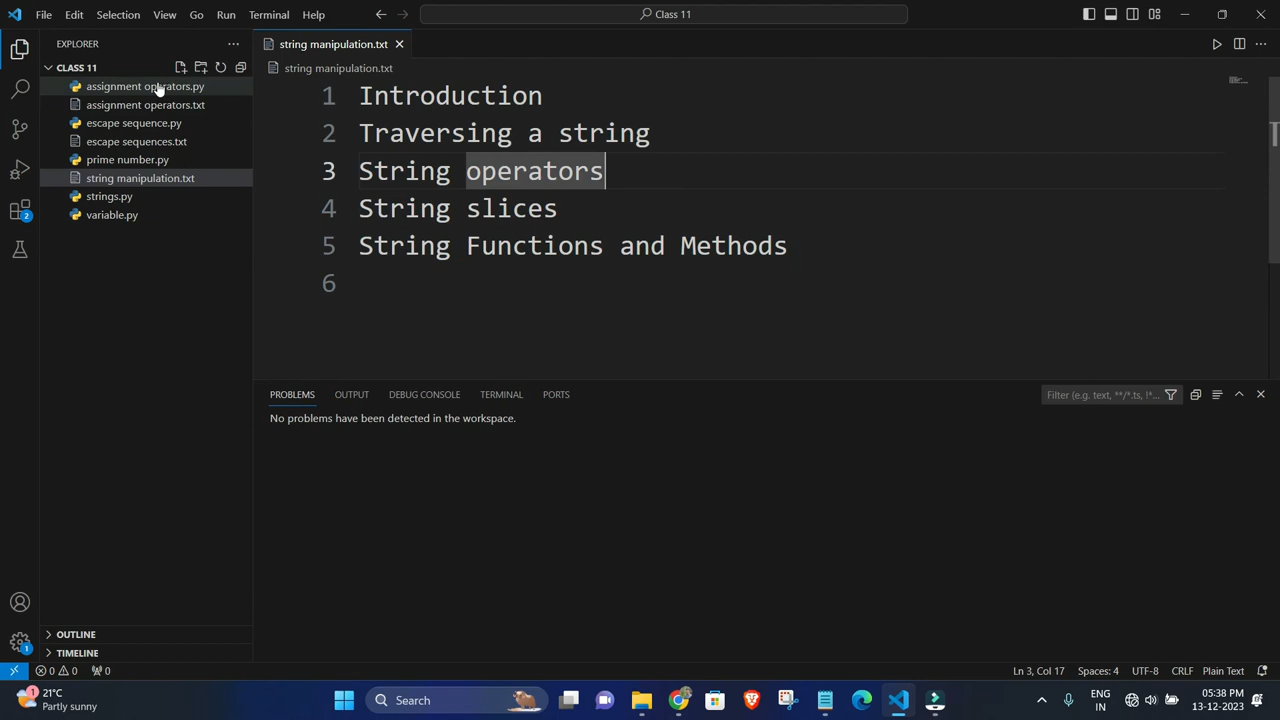 File Edit Selection View Go Run Terminal Help
Class 11
EXPLORER
string manipulation.txt
CLASS 11
string manipulation.txt
assignment operators.py
assignment operators.txt
escape sequence.py
escape sequences.txt
prime number.py
string manipulation.txt
strings.py
variable.py
1 Introduction
2 Traversing a string
3 String operators
4 String slices
5 String Functions and Methods
6
2
PROBLEMS OUTPUT DEBUG CONSOLE TERMINAL PORTS
Filter (e.g. text, **/*.ts, !*...
No problems have been detected in the workspace.
OUTLINE
1
TIMELINE
0 0 0
Ln 3, Col 17 Spaces: 4 UTF-8 CRLF Plain Text
1
21°C
Partly sunny
Search
ENG
IN
05:38 PM
13-12-2023